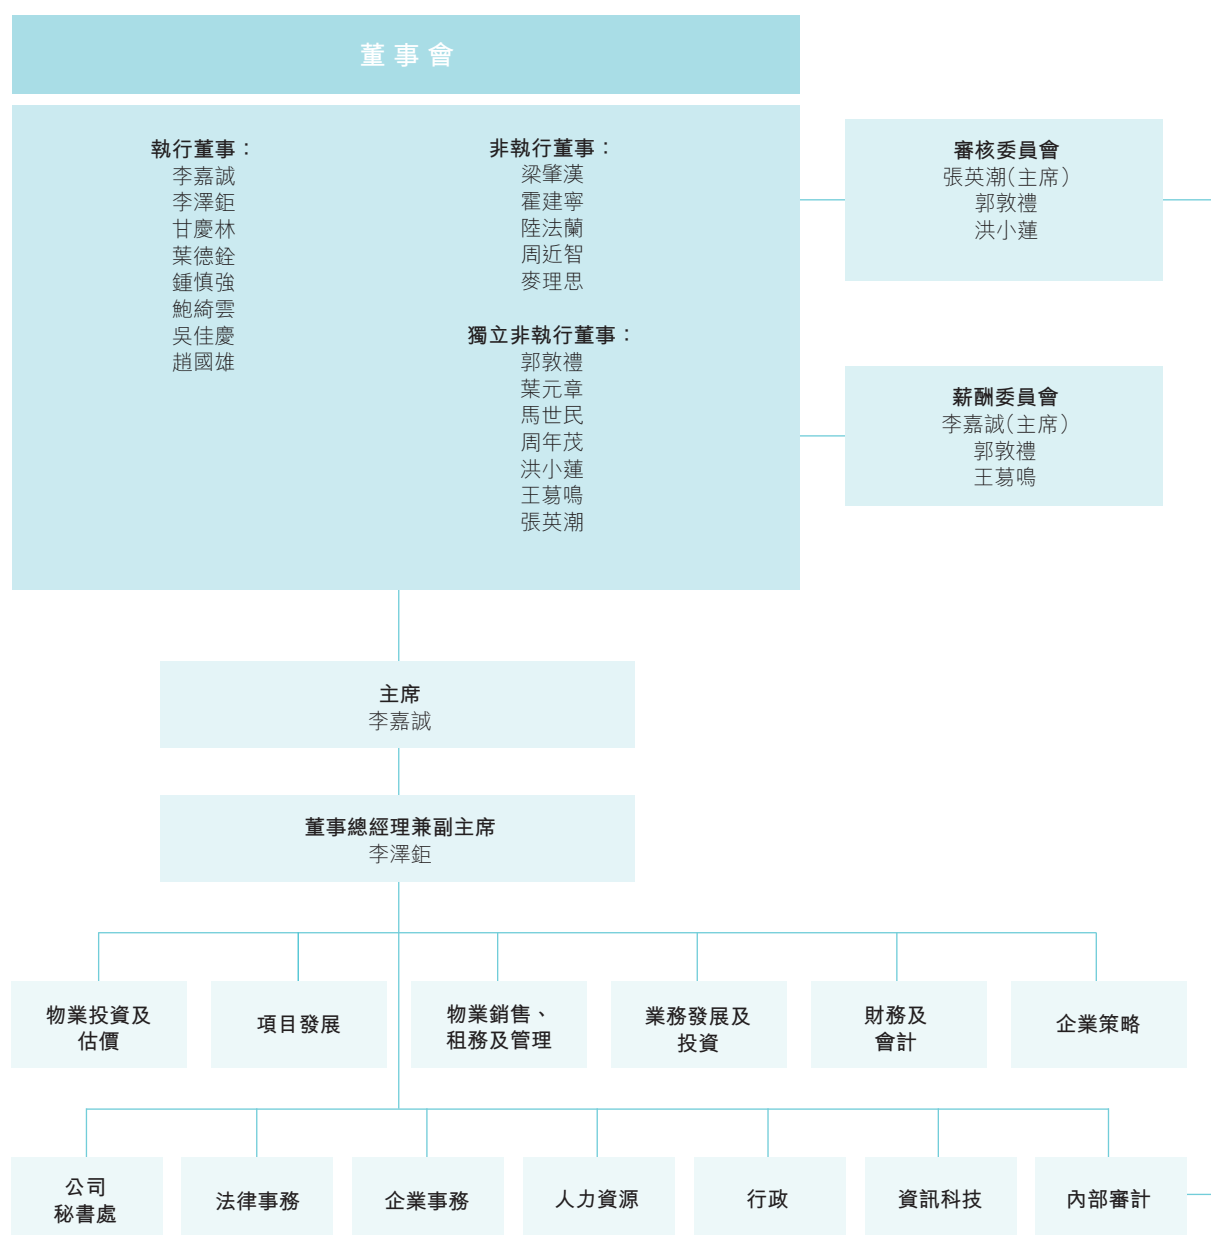 董事會
執行董事：
李嘉誠
李澤鉅
甘慶林
葉德銓
鍾慎強
鮑綺雲
吳佳慶
趙國雄
非執行董事：
梁肇漢
霍建寧
陸法蘭
周近智
麥理思
獨立非執行董事：
郭敦禮
葉元章
馬世民
周年茂
洪小蓮
王䓪鳴
張英潮
審核委員會
張英潮（主席）
郭敦禮
洪小蓮
薪酬委員會
李嘉誠（主席）
郭敦禮
王䓪鳴
主席
李嘉誠
董事總經理兼副主席
李澤鉅
物業投資及
估價
項目發展
物業銷售、
租務及管理
業務發展及
投資
財務及
會計
企業策略
公司
秘書處
法律事務
企業事務
人力資源
行政
資訊科技
內部審計